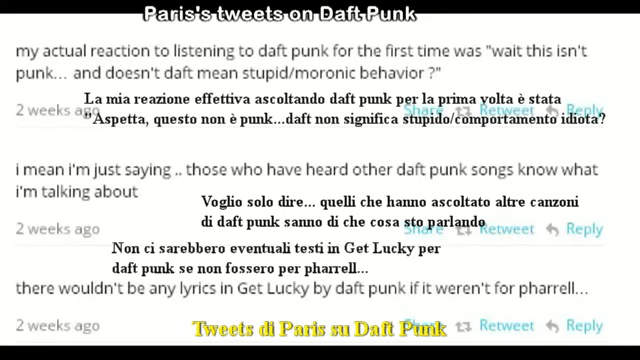 Paris's tweets on Daft Punk
my actual reaction to listening to daft punk for the first time was "wait this isn't
punk... and doesn't daft mean stupid/moronic behavior ?"
La mia reazione effettiva ascoltando daft punk per la prima volta è stata
2 weeks ago Share Retweet Reply
"Aspetta, questo non è punk...daft non significa stupido/comportamento idiota?
i mean i'm just saying .. those who have heard other daft punk songs know what
i'm talking about
Voglio solo dire... quelli che hanno ascoltato altre canzoni
di daft punk sanno di che cosa sto parlando
2 weeks ago Share Retweet Reply
Non ci sarebbero eventuali testi in Get Lucky per
daft punk se non fossero per pharrell...
there wouldn't be any lyrics in Get Lucky by daft punk if it weren't for pharrell...
2 weeks ago Share Retweet Reply
Tweets di Paris su Daft Punk